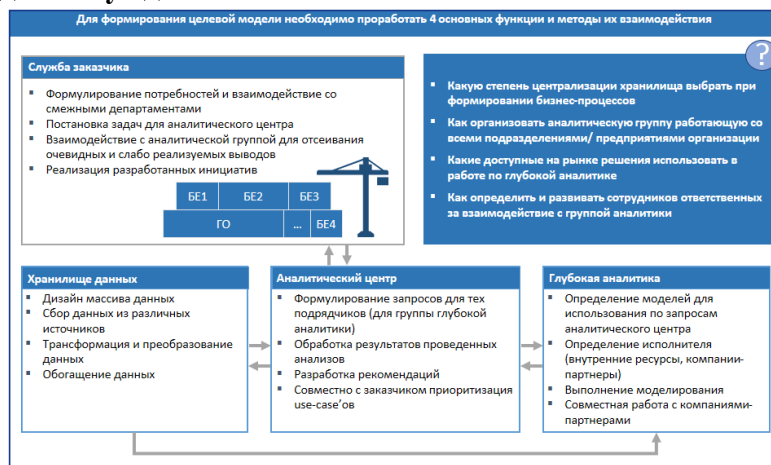 Для формирования целевой модели необходимо проработать 4 основных функции и методы их взаимодействия
Служба заказчика
▪ Формулирование потребностей и взаимодействие со
смежными департаментами
▪ Постановка задач для аналитического центра
▪ Взаимодействие с аналитической группой для отсеивания
очевидных и слабо реализуемых выводов
▪ Реализация разработанных инициатив
БЕ1 БЕ2 БЕ3
ГО ... БЕ4
?
▪ Какую степень централизации хранилища выбрать при
формировании бизнес-процессов
▪ Как организовать аналитическую группу работающую со
всеми подразделениями/ предприятиями организации
▪ Какие доступные на рынке решения использовать в
работе по глубокой аналитике
▪ Как определить и развивать сотрудников ответственных
за взаимодействие с группой аналитики
Хранилище данных
▪ Дизайн массива данных
▪ Сбор данных из различных
источников
▪ Трансформация и преобразование
данных
▪ Обогащение данных
Аналитический центр
▪ Формулирование запросов для тех
подрядчиков (для группы глубокой
аналитики)
▪ Обработка результатов проведенных
анализов
▪ Разработка рекомендаций
▪ Совместно с заказчиком приоритизация
use-case'ов
Глубокая аналитика
▪ Определение моделей для
использования по запросам
аналитического центра
▪ Определение исполнителя
(внутренние ресурсы, компании-
партнеры)
▪ Выполнение моделирования
▪ Совместная работа с компаниями-
партнерами